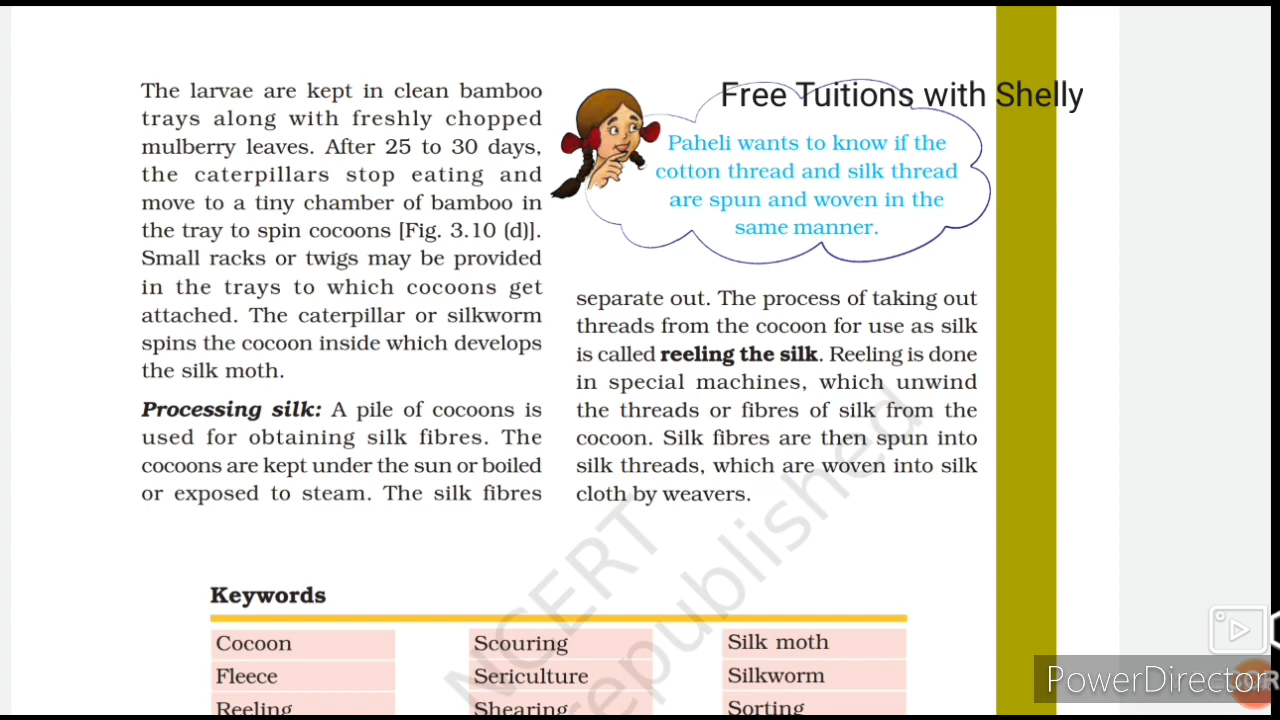 The larvae are kept in clean bamboo
trays along with freshly chopped
mulberry leaves. After 25 to 30 days,
the caterpillars stop eating and
move to a tiny chamber of bamboo in
the tray to spin cocoons [Fig. 3.10 (d)].
Small racks or twigs may be provided
in the trays to which cocoons get
attached. The caterpillar or silkworm
spins the cocoon inside which develops
the silk moth.
Processing silk: A pile of cocoons is
used for obtaining silk fibres. The
cocoons are kept under the sun or boiled
or exposed to steam. The silk fibres
Free Tuitions with Shelly
Paheli wants to know if the
cotton thread and silk thread
are spun and woven in the
same manner.
separate out. The process of taking out
threads from the cocoon for use as silk
is called reeling the silk. Reeling is done
in special machines, which unwind
the threads or fibres of silk from the
cocoon. Silk fibres are then spun into
silk threads, which are woven into silk
cloth by weavers.
NCERT
republished
Keywords
Cocoon
Fleece
Reeling
Scouring
Sericulture
Shearing
Silk moth
Silkworm
Sorting
PowerDirector